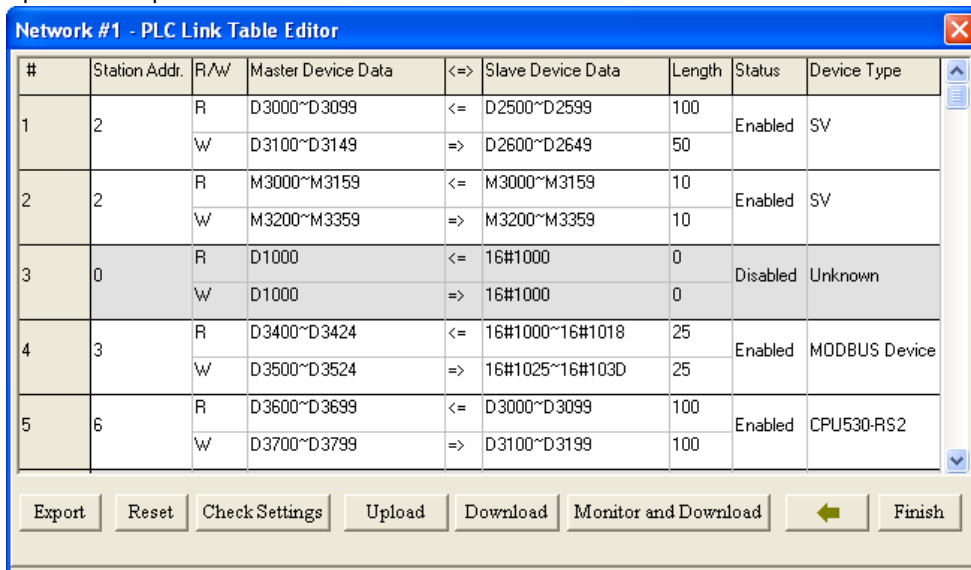 Network #1 - PLC Link Table Editor
# Station Addr. R/W Master Device Data <=> Slave Device Data Length Status Device Type
1 2 R D3000~D3099 <= D2500~D2599 100 Enabled SV
W D3100~D3149 => D2600~D2649 50
2 2 R M3000~M3159 <= M3000~M3159 10 Enabled SV
W M3200~M3359 => M3200~M3359 10
3 0 R D1000 <= 16#1000 0 Disabled Unknown
W D1000 => 16#1000 0
4 3 R D3400~D3424 <= 16#1000~16#1018 25 Enabled MODBUS Device
W D3500~D3524 => 16#1025~16#103D 25
5 6 R D3600~D3699 <= D3000~D3099 100 Enabled CPU530-RS2
W D3700~D3799 => D3100~D3199 100
Export Reset Check Settings Upload Download Monitor and Download Finish